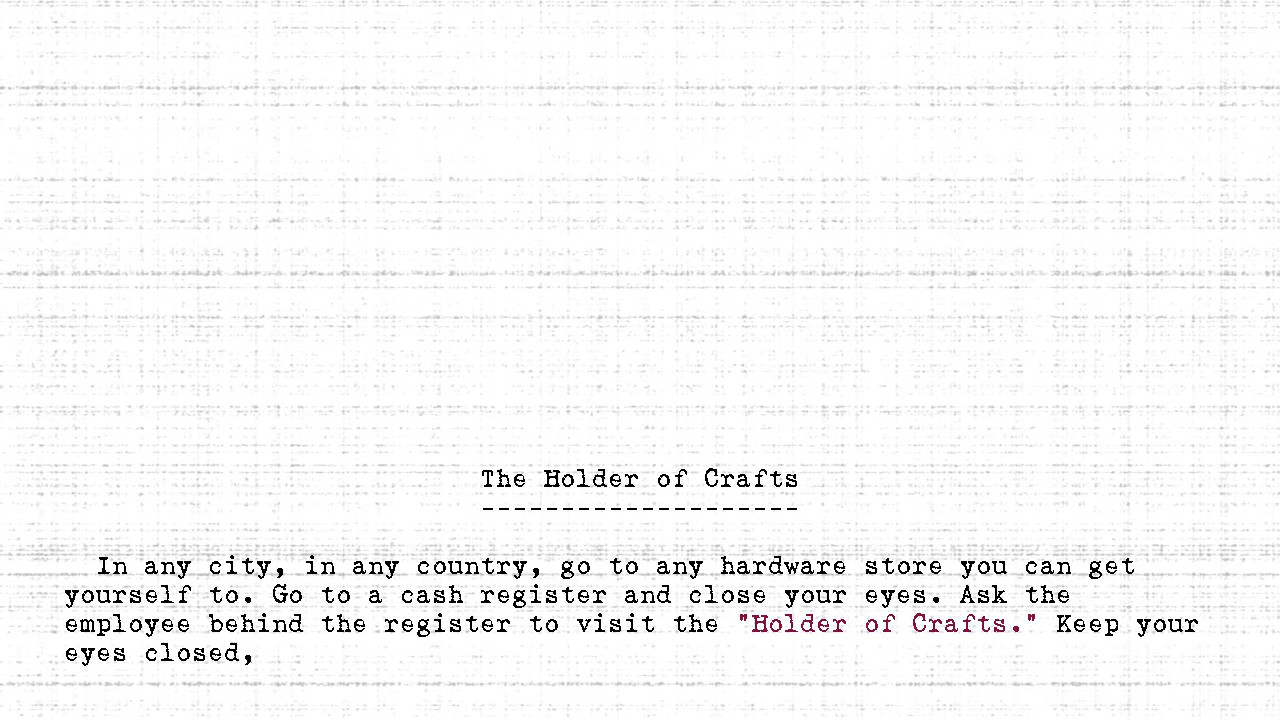 The Holder of Crafts
--------------------
In any city, in any country, go to any hardware store you can get
yourself to. Go to a cash register and close your eyes. Ask the
employee behind the register to visit the "Holder of Crafts." Keep your
eyes closed,